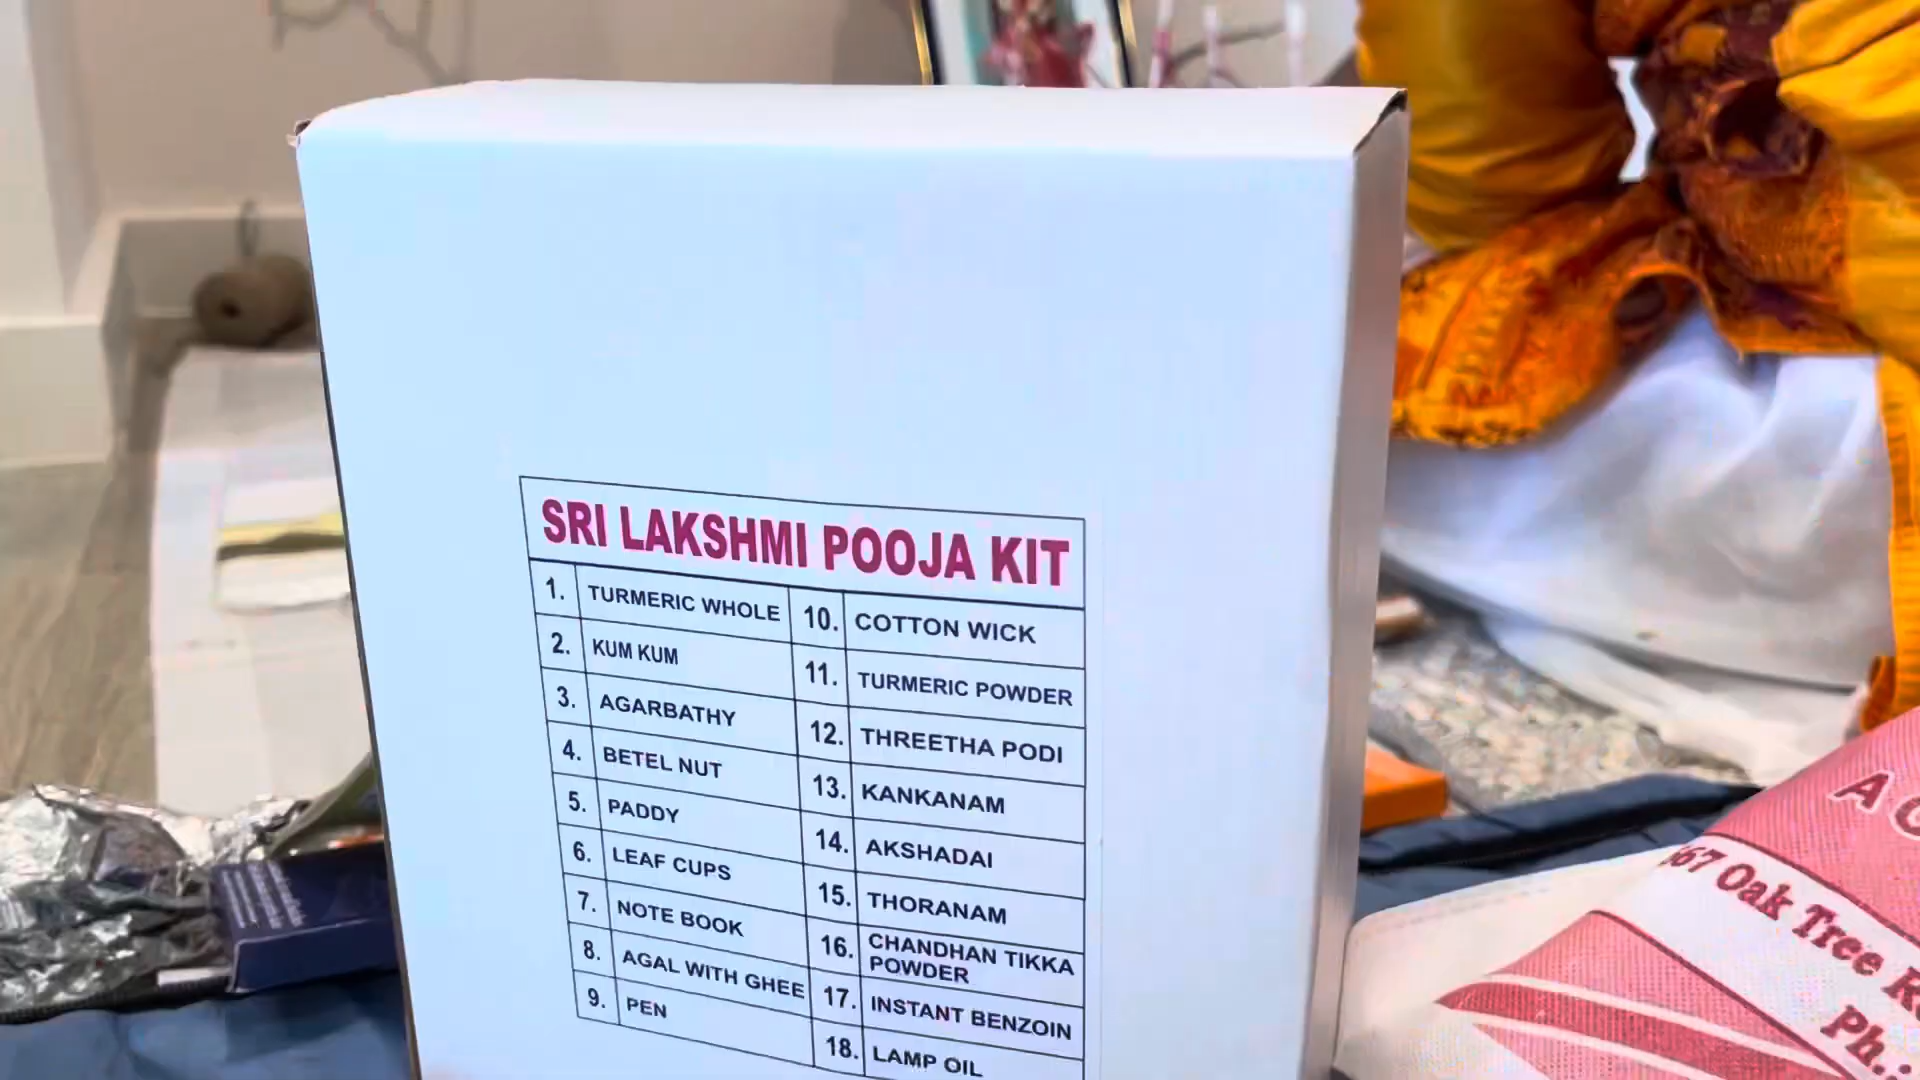 SRI LAKSHMI POOJA KIT
1. TURMERIC WHOLE
2. KUM KUM
3. AGARBATHY
4. BETEL NUT
5. PADDY
6. LEAF CUPS
7. NOTE BOOK
8. AGAL WITH GHEE
9. PEN
10. COTTON WICK
11. TURMERIC POWDER
12. THREETHA PODI
13. KANKANAM
14. AKSHADAI
15. THORANAM
16. CHANDHAN TIKKA
POWDER
17. INSTANT BENZOIN
18. LAMP OIL
A
Oak Tree
Ph.: